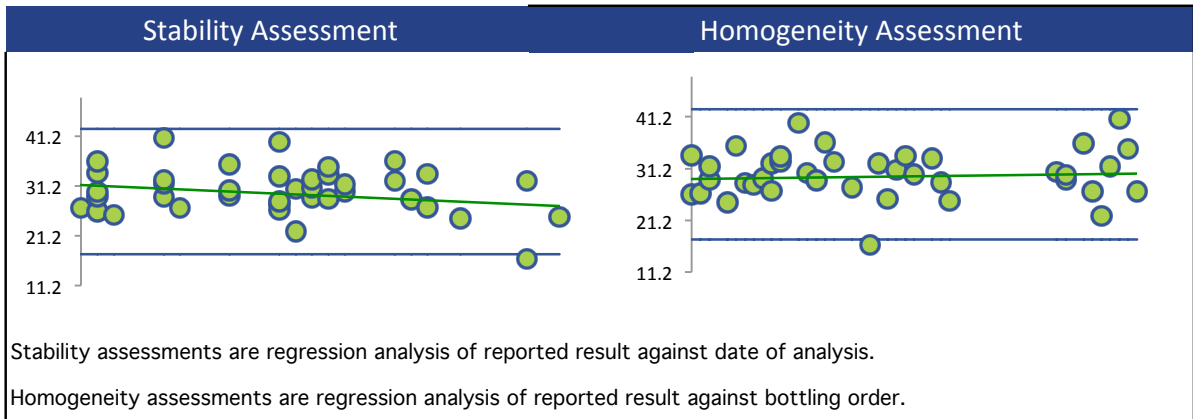 Stability Assessment
Homogeneity Assessment
41.2
31.2
21.2
11.2
41.2
31.2
21.2
11.2
Stability assessments are regression analysis of reported result against date of analysis.
Homogeneity assessments are regression analysis of reported result against bottling order.